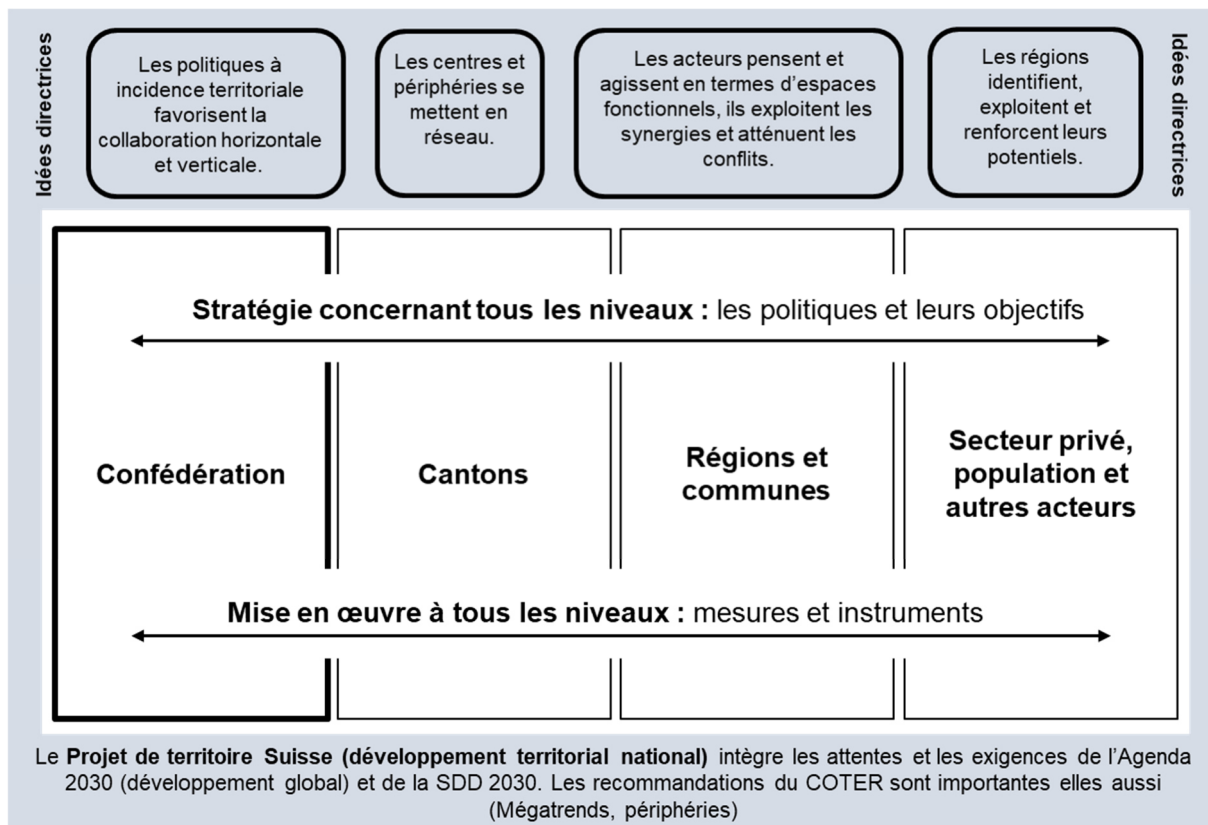 Idées directrices
Les politiques à
incidence territoriale
favorisent la
collaboration horizontale
et verticale.
Les centres et
périphéries se
mettent en
réseau.
Les acteurs pensent et
agissent en termes d’espaces
fonctionnels, ils exploitent les
synergies et atténuent les
conflits.
Les régions
identifient,
exploitent et
renforcent leurs
potentiels.
Idées directrices
Stratégie concernant tous les niveaux : les politiques et leurs objectifs
Confédération
Cantons
Régions et
communes
Secteur privé,
population et
autres acteurs
Mise en œuvre à tous les niveaux : mesures et instruments
Le Projet de territoire Suisse (développement territorial national) intègre les attentes et les exigences de l’Agenda
2030 (développement global) et de la SDD 2030. Les recommandations du COTER sont importantes elles aussi
(Mégatrends, périphéries)